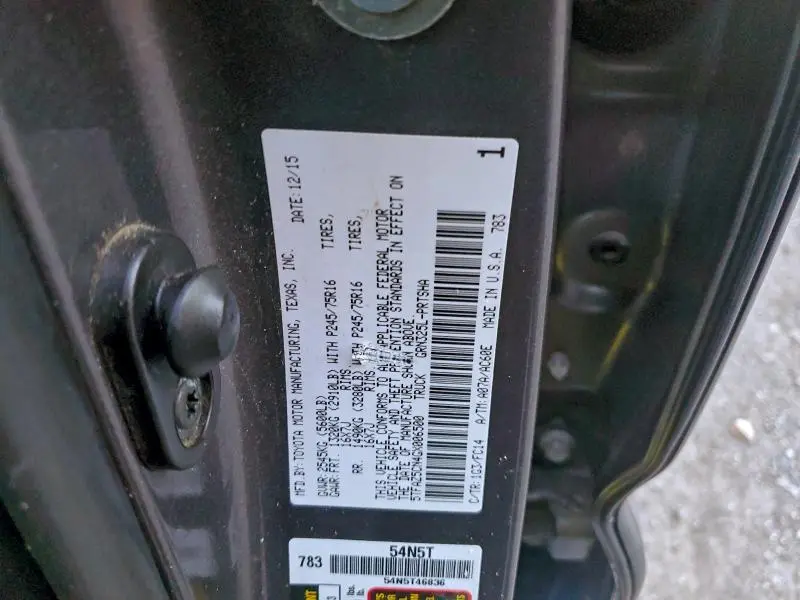 MFD.BY: TOYOTA MOTOR MANUFACTURING, TEXAS, INC. DATE: 12/15
GVWR: 2545KG (5600LB)
GAWR: FRT. 1320KG (2910LB) WITH P245/75R16 TIRES,
16X7J RIMS
RR. 1490KG (3280LB) WITH P245/75R16 TIRES,
16X7J RIMS
THIS VEHICLE CONFORMS TO ALL APPLICABLE FEDERAL MOTOR
VEHICLE SAFETY AND THEFT PREVENTION STANDARDS IN EFFECT ON
THE DATE OF MANUFACTURE SHOWN ABOVE.
TRUCK GRN325L-PRTSHA
783
C/TR: 1G3/FC14 A/TM: A07A/AC60E MADE IN U.S.A.
1
54N5T
783
54N5T46836